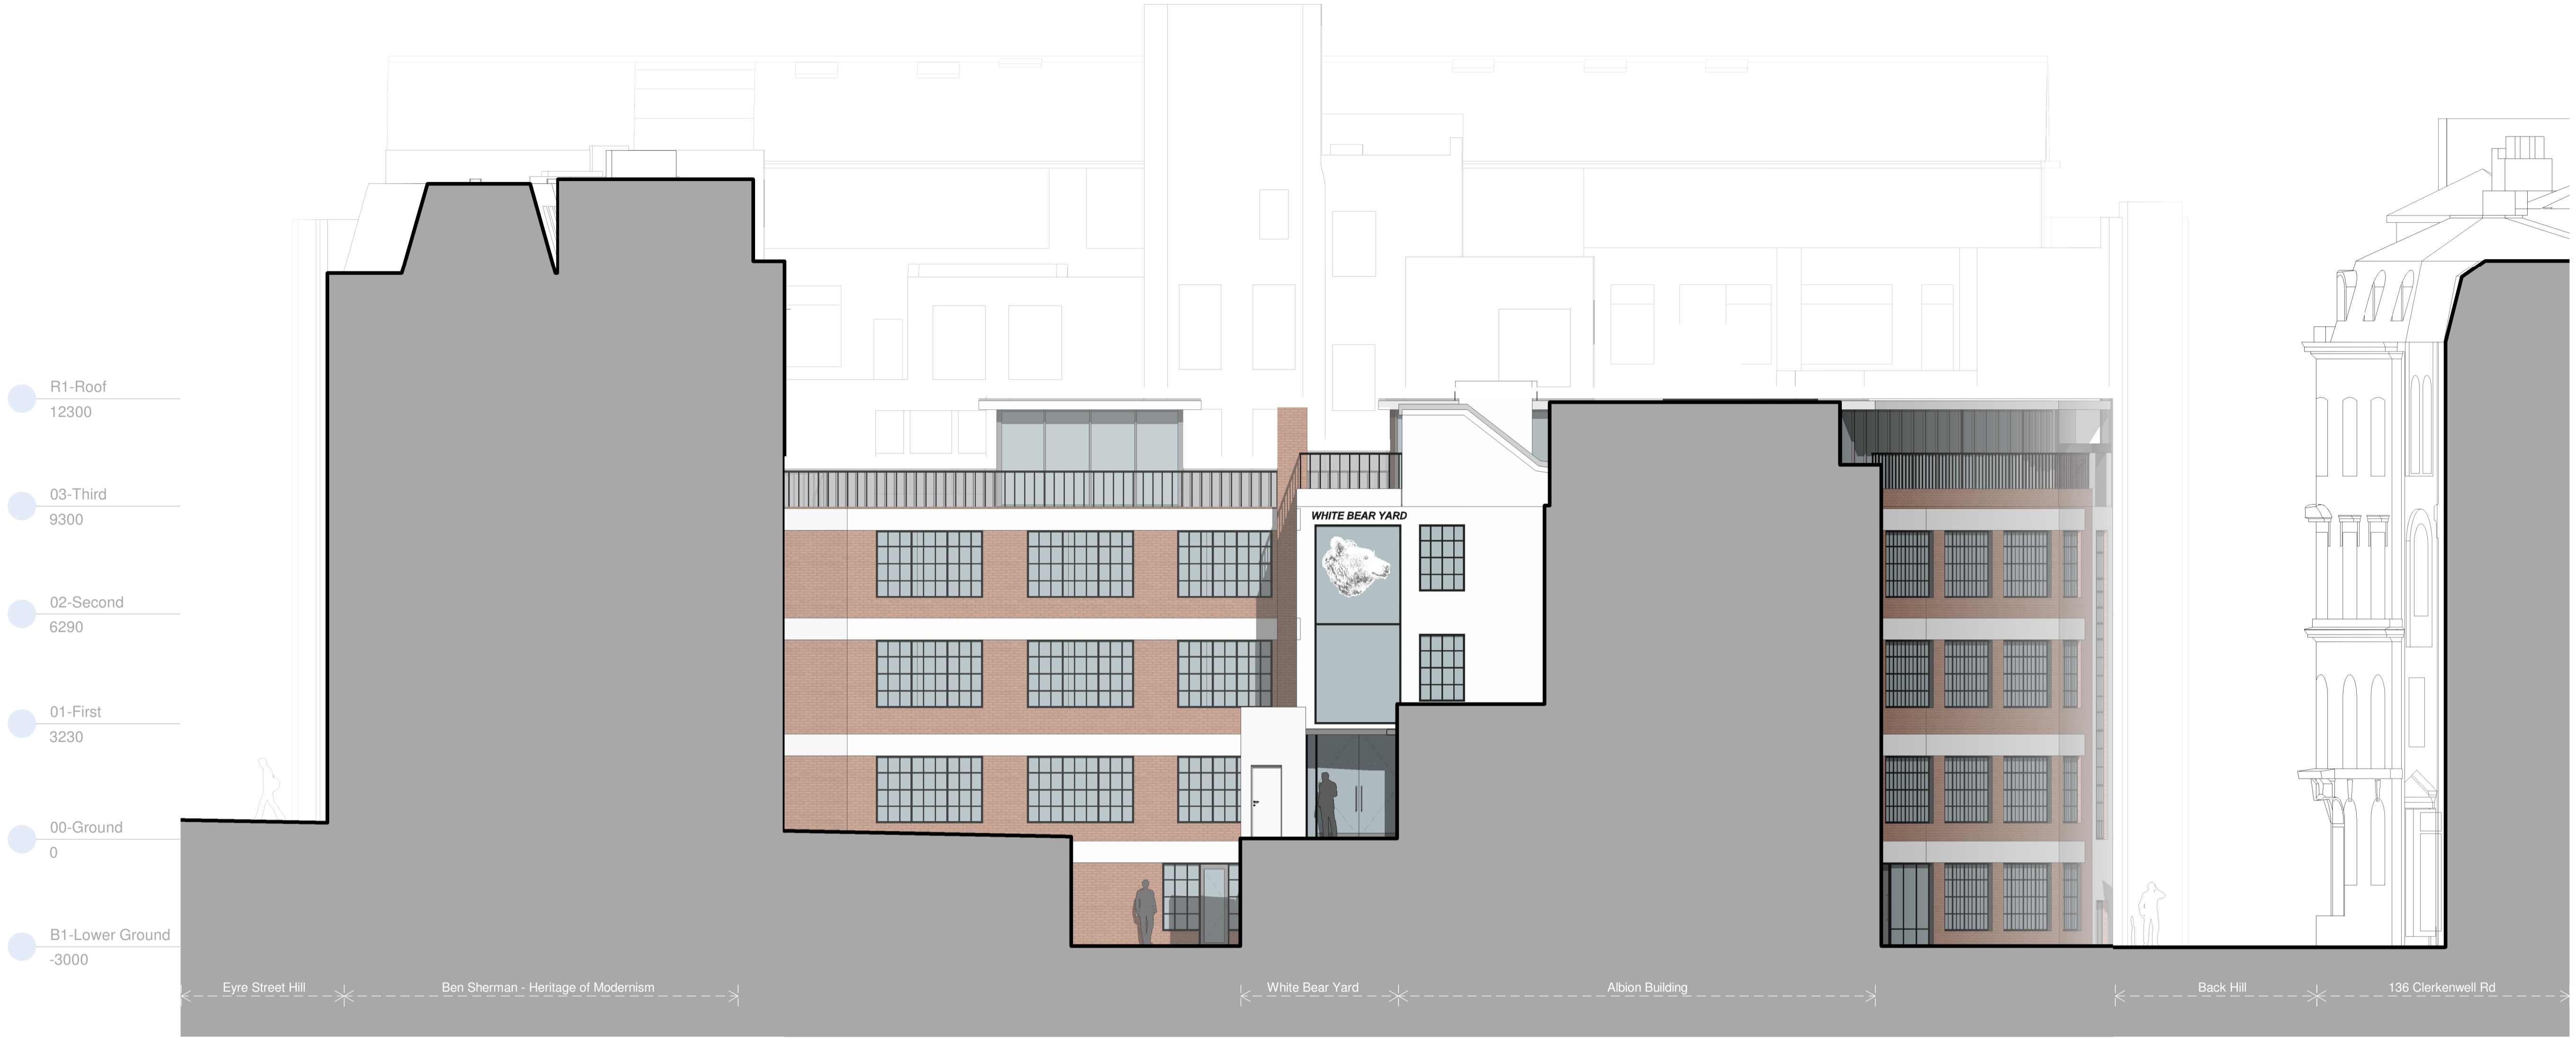 R1-Roof
12300
03-Third
9300
WHITE BEAR YARD
02-Second
6290
01-First
3230
00-Ground
0
B1-Lower Ground
-3000
Eyre Street Hill
Ben Sherman - Heritage of Modernism
White Bear Yard
Albion Building
Back Hill
136 Clerkenwell Rd